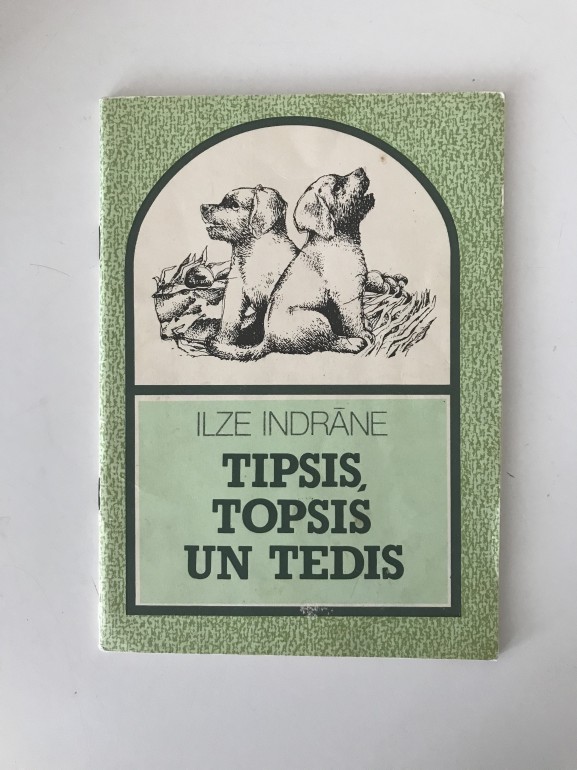 ILZE INDRĀNE
TIPSIS,
TOPSIS
UN TEDIS